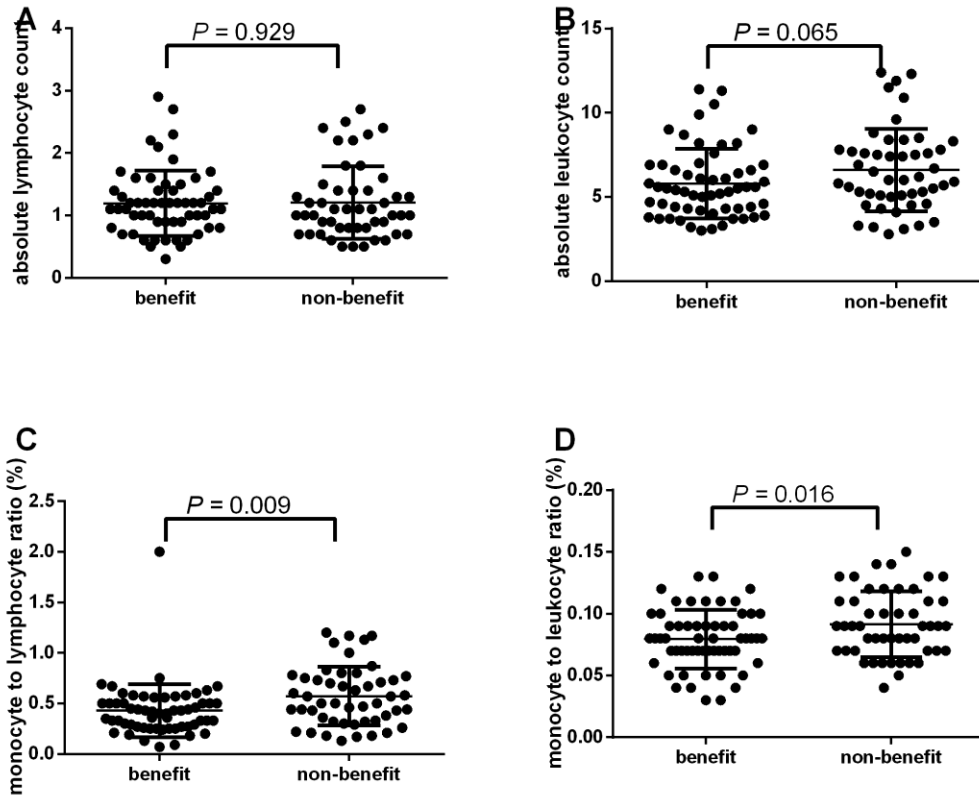 A
absolute lymphocyte count
4
3
2
1
0
P = 0.929
benefit
non-benefit
B
absolute leukocyte count
15
10
5
0
P = 0.065
benefit
non-benefit
C
monocyte to lymphocyte ratio (%)
2.5
2.0
1.5
1.0
0.5
0.0
P = 0.009
benefit
non-benefit
D
monocyte to leukocyte ratio (%)
0.20
0.15
0.10
0.05
0.00
P = 0.016
benefit
non-benefit